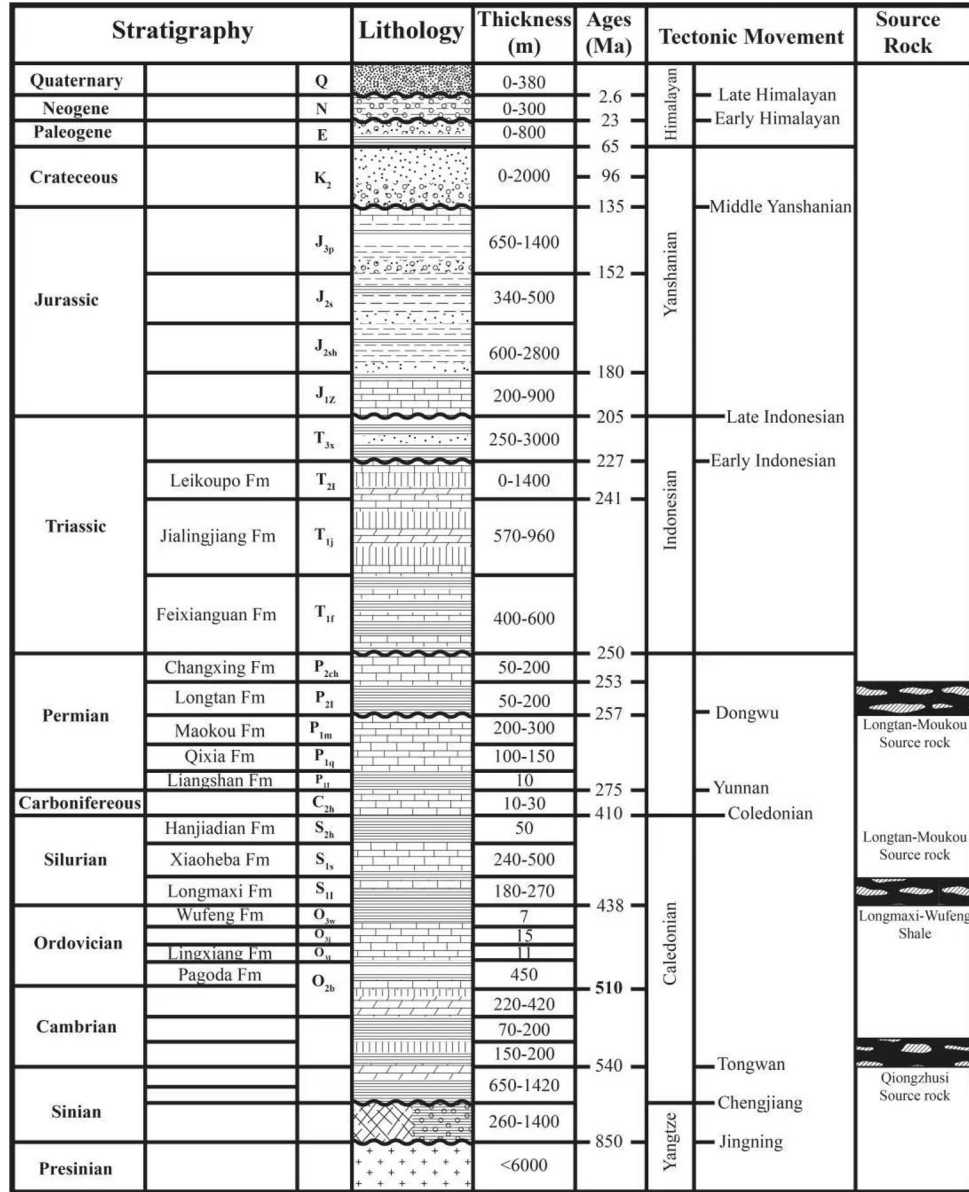 Stratigraphy Lithology Thickness (m) Ages (Ma) Tectonic Movement Source Rock
Quaternary Q 0-380
2.6 Late Himalayan
Neogene N 0-300
23 Early Himalayan
Paleogene E 0-800
Himalayan
65
Crateceous K2 0-2000 96
135 Middle Yanshanian
Jurassic
J3p 650-1400
152
J2s 340-500
Yanshanian
J2sh 600-2800
180
J1Z 200-900
205 Late Indonesian
Triassic
T3x 250-3000
227 Early Indonesian
Leikoupo Fm T2I 0-1400
241
Jialingjiang Fm T1j 570-960
Indonesian
Feixianguan Fm T1f 400-600
250
Permian
Changxing Fm P2ch 50-200
253
Longtan Fm P2I 50-200
257 Dongwu
Maokou Fm P1m 200-300
Longtan-Moukou
Source rock
Qixia Fm P1q 100-150
Liangshan Fm P1I 10
275 Yunnan
Carbonifereous C2h 10-30
410 Coledonian
Silurian
Hanjiadian Fm S2h 50
Longtan-Moukou
Source rock
Xiaoheba Fm S1s 240-500
Longmaxi Fm S1I 180-270
438
Ordovician
Wufeng Fm O3w 7
Longmaxi-Wufeng
Shale
O3j 15
Lingxiang Fm 11
Pagoda Fm O2b 450
Caledonian
510
Cambrian
220-420
70-200
150-200
540 Tongwan
Qiongzhusi
Source rock
Sinian
650-1420
Chengjiang
260-1400
Yangtze
850 Jingning
Presinian <6000